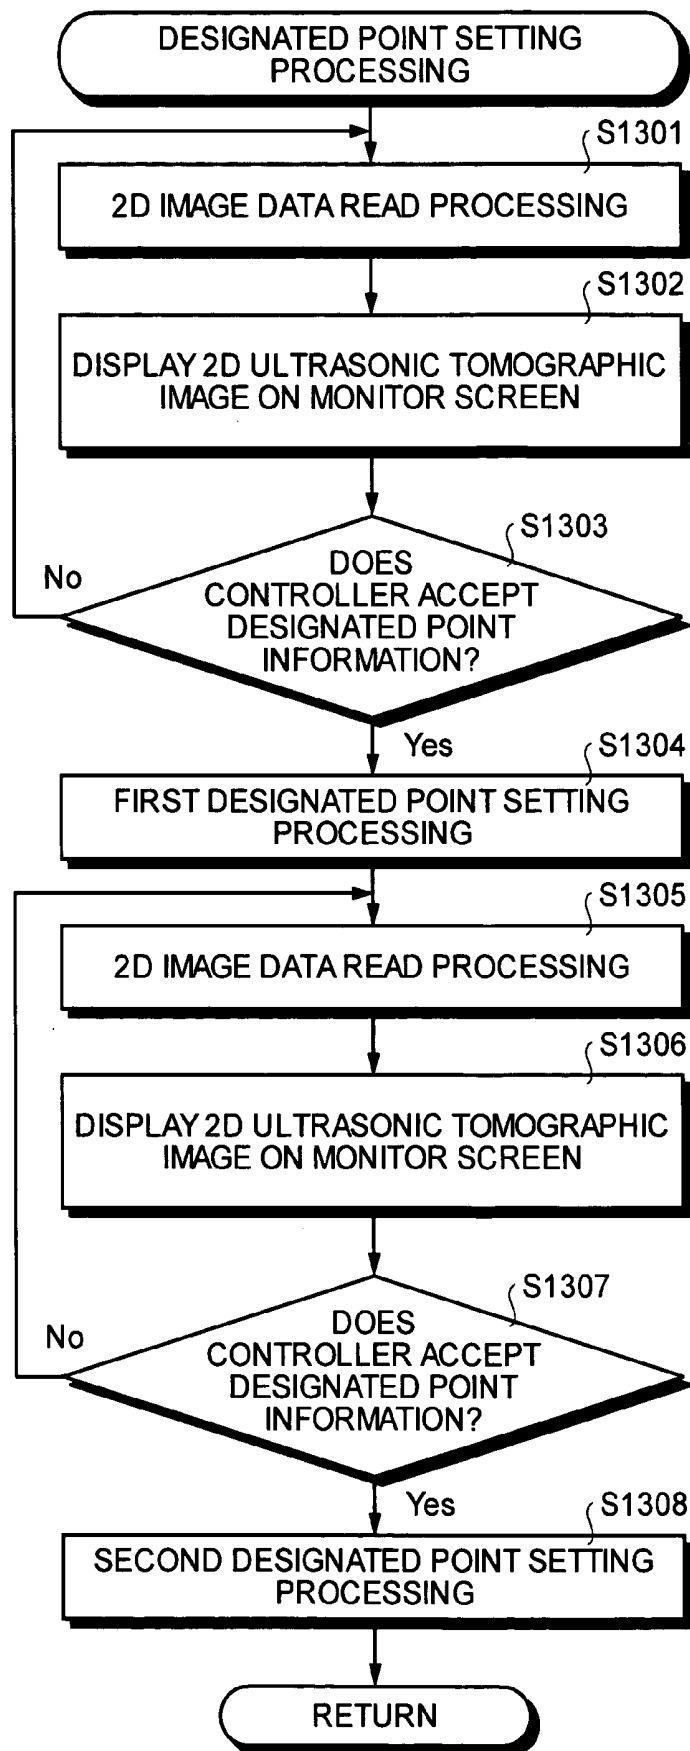 DESIGNATED POINT SETTING
PROCESSING
S1301
2D IMAGE DATA READ PROCESSING
S1302
DISPLAY 2D ULTRASONIC TOMOGRAPHIC
IMAGE ON MONITOR SCREEN
S1303
DOES
CONTROLLER ACCEPT
DESIGNATED POINT
INFORMATION?
No
Yes
S1304
FIRST DESIGNATED POINT SETTING
PROCESSING
S1305
2D IMAGE DATA READ PROCESSING
S1306
DISPLAY 2D ULTRASONIC TOMOGRAPHIC
IMAGE ON MONITOR SCREEN
S1307
DOES
CONTROLLER ACCEPT
DESIGNATED POINT
INFORMATION?
No
Yes
S1308
SECOND DESIGNATED POINT SETTING
PROCESSING
RETURN